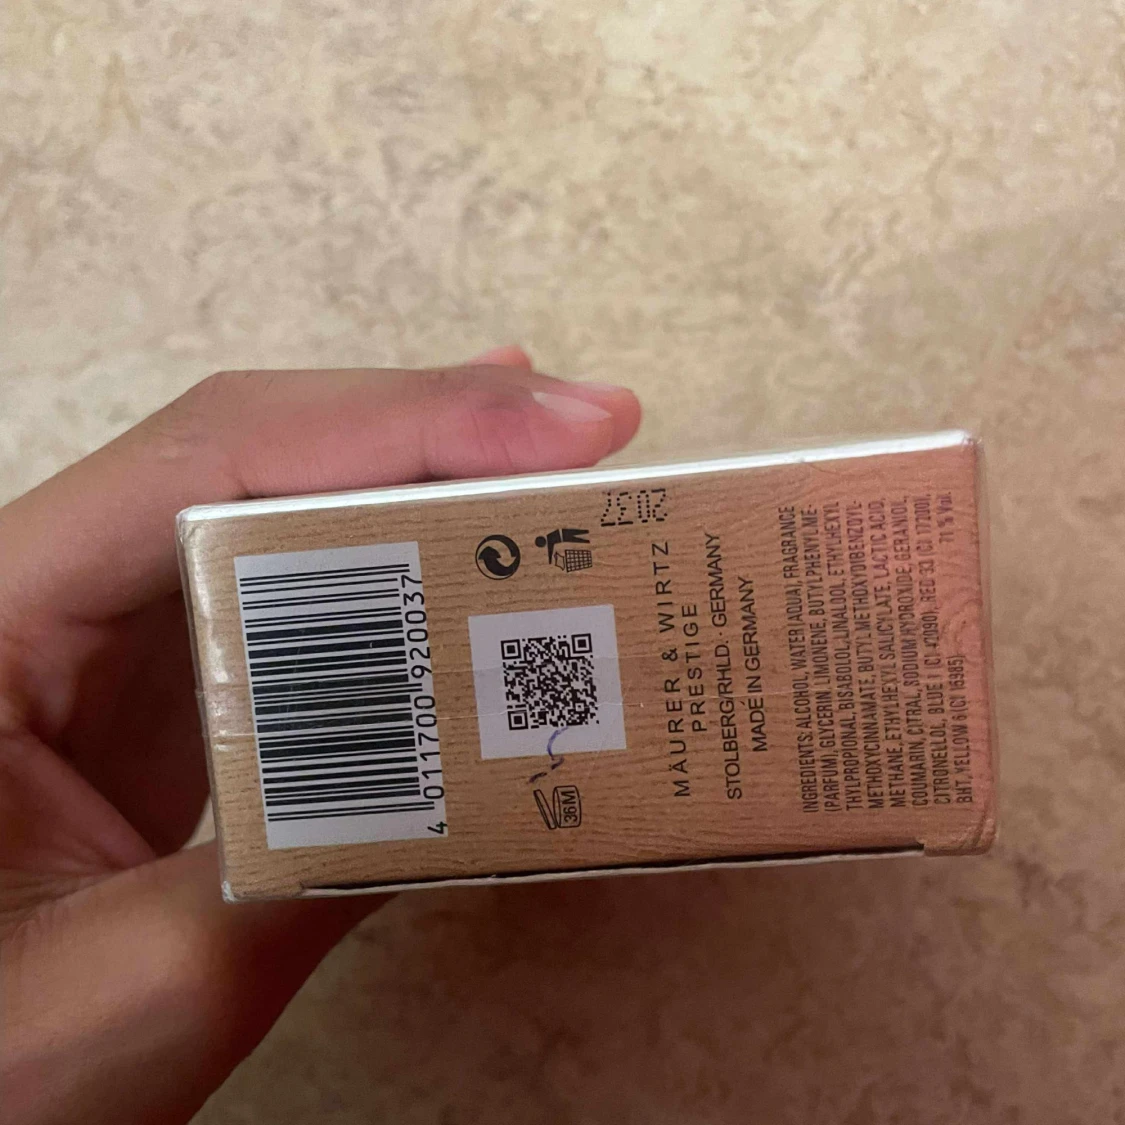 4 011700 920037
36M
MÄURER & WIRTZ
PRESTIGE
STOLBERG/RHLD. · GERMANY
MADE IN GERMANY
INGREDIENTS: ALCOHOL, WATER (AQUA), FRAGRANCE
(PARFUM), GLYCERIN, LIMONENE, BUTYLPHENYL ME-
THYLPROPIONAL, BISABOLOL, LINALOOL, ETHYLHEXYL
METHOXYCINNAMATE, BUTYL METHOXYDIBENZOYL-
METHANE, ETHYLHEXYL SALICYLATE, LACTIC ACID,
COUMARIN, CITRAL, SODIUM HYDROXIDE, GERANIOL,
CITRONELLOL, BLUE 1 (CI 42090), RED 33 (CI 17200),
BHT, YELLOW 6 (CI 15985).
71 % Vol.